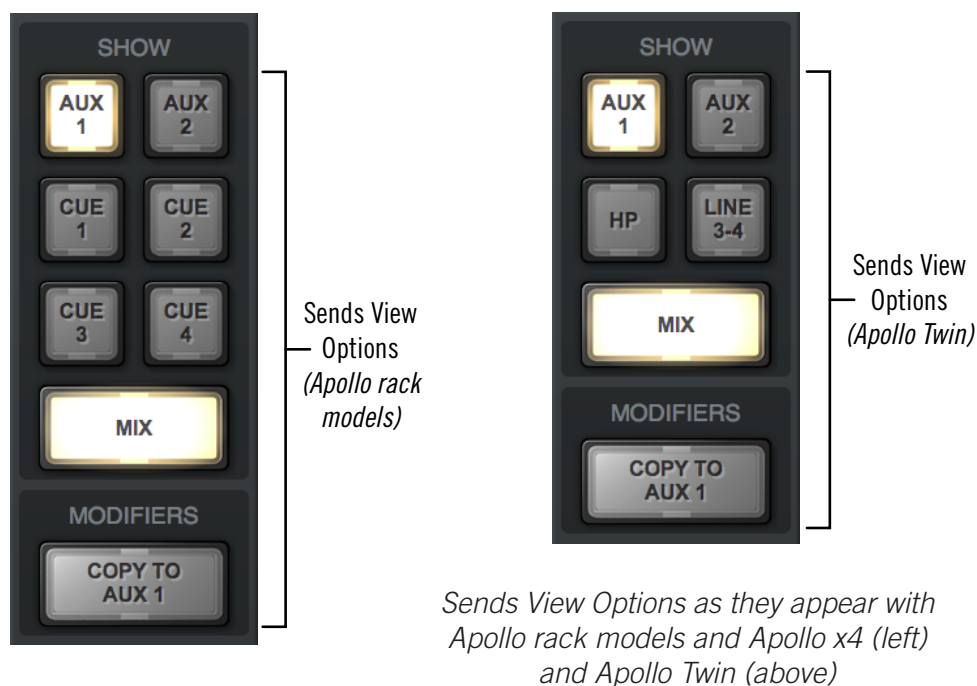 SHOW
AUX 1
AUX 2
CUE 1
CUE 2
CUE 3
CUE 4
MIX
MODIFIERS
COPY TO
AUX 1
Sends View
Options
(Apollo rack
models)
SHOW
AUX 1
AUX 2
HP
LINE 3-4
MIX
MODIFIERS
COPY TO
AUX 1
Sends View
Options
(Apollo Twin)
Sends View Options as they appear with
Apollo rack models and Apollo x4 (left)
and Apollo Twin (above)